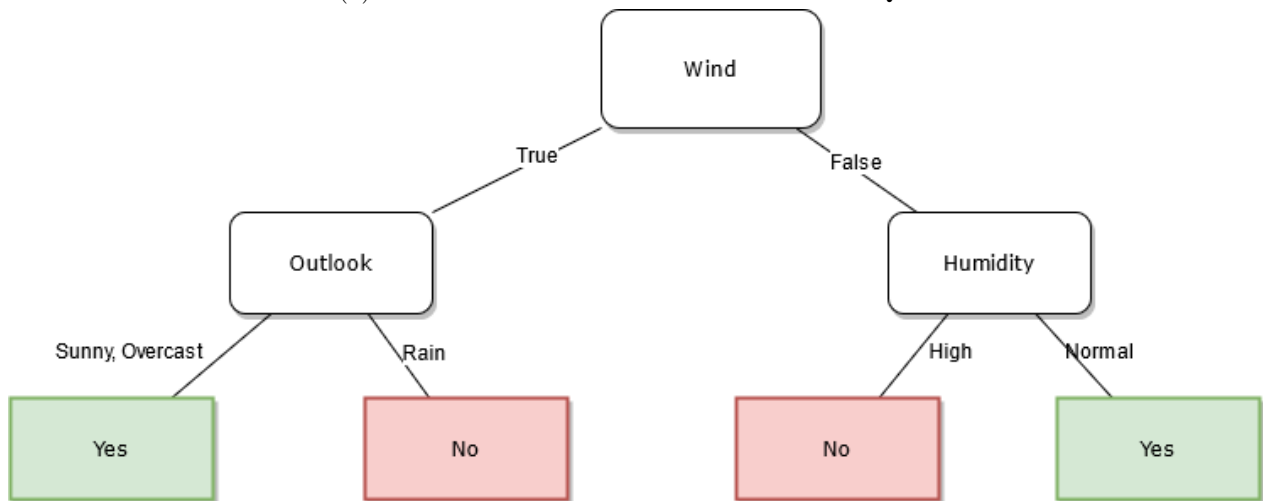 Wind
True
False
Outlook
Humidity
Sunny, Overcast
Rain
High
Normal
Yes
No
No
Yes